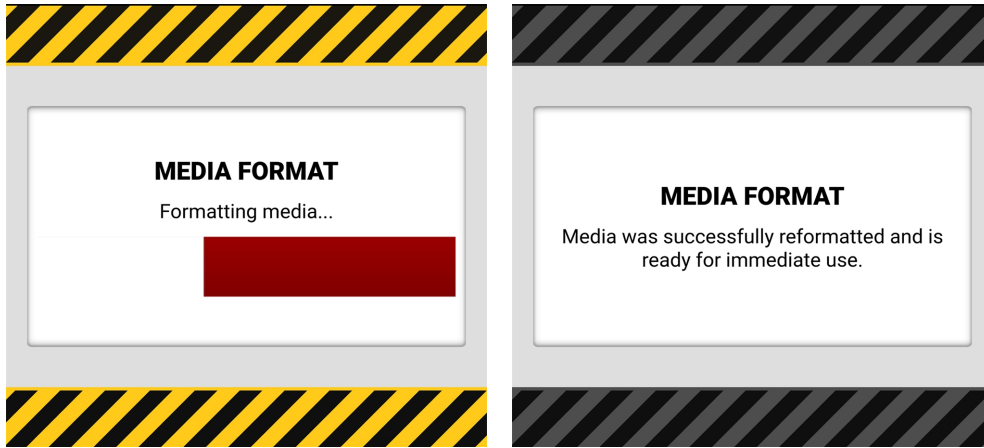 MEDIA FORMAT
Formatting media...
MEDIA FORMAT
Media was successfully reformatted and is
ready for immediate use.